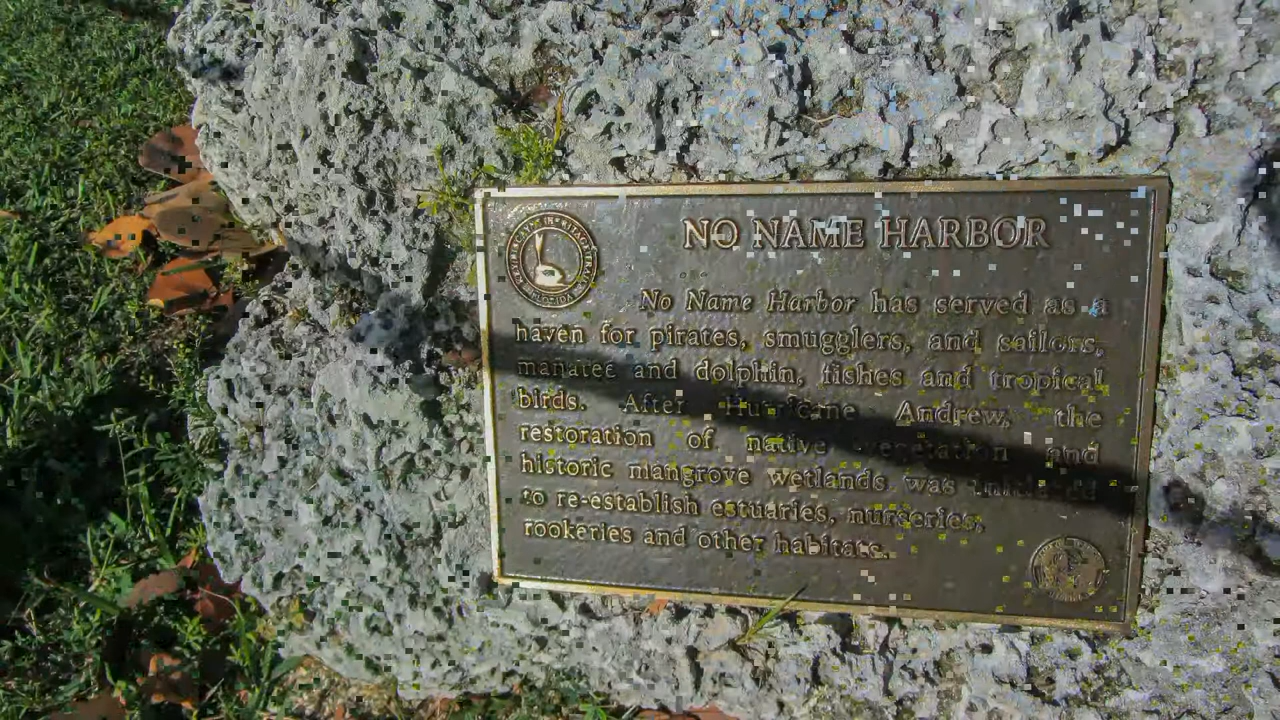 NO NAME HARBOR
No Name Harbor has served as a
haven for pirates, smugglers, and sailors,
manatee and dolphin, fishes and tropical
birds. After Hurricane Andrew, the
restoration of native vegetation and
historic mangrove wetlands was initiated
to re-establish estuaries, nurseries,
rookeries and other habitats.